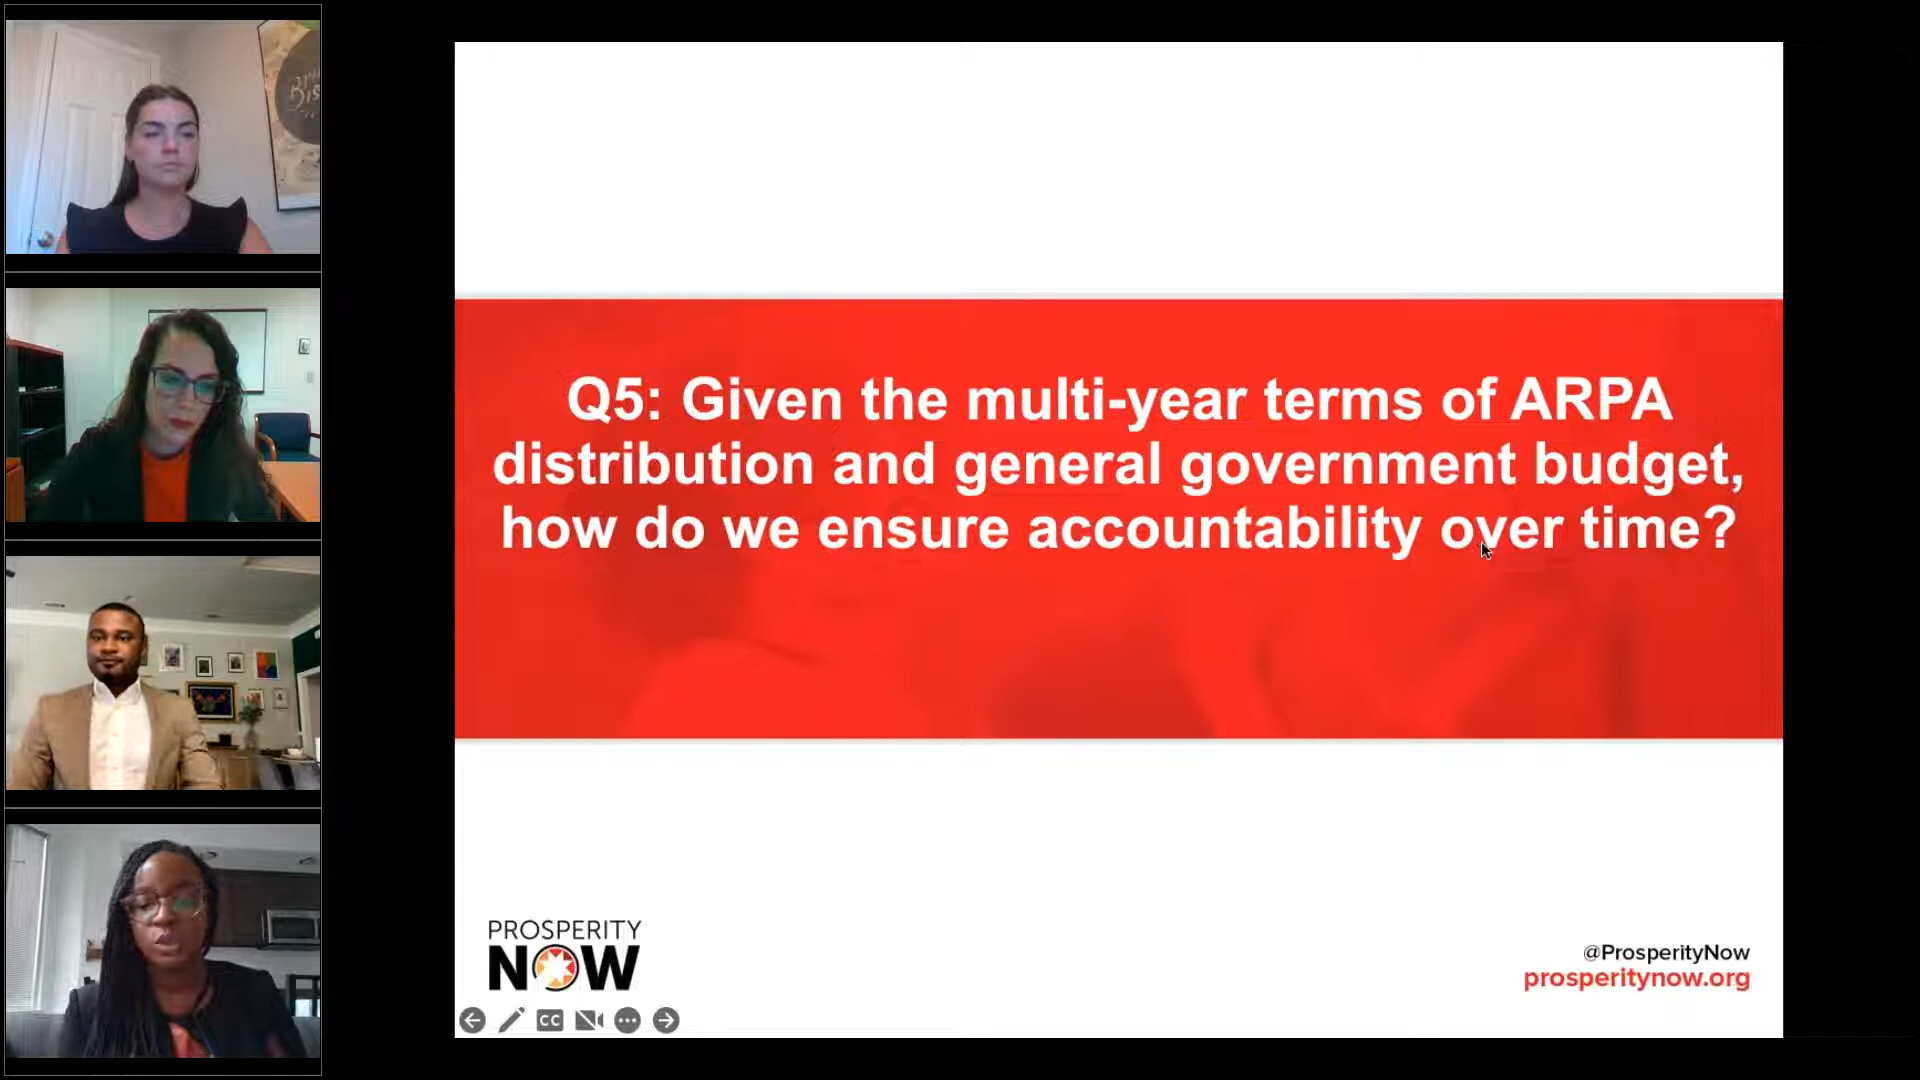 Q5: Given the multi-year terms of ARPA
distribution and general government budget,
how do we ensure accountability over time?
PROSPERITY
NOW
@ProsperityNow
prosperitynow.org
CC